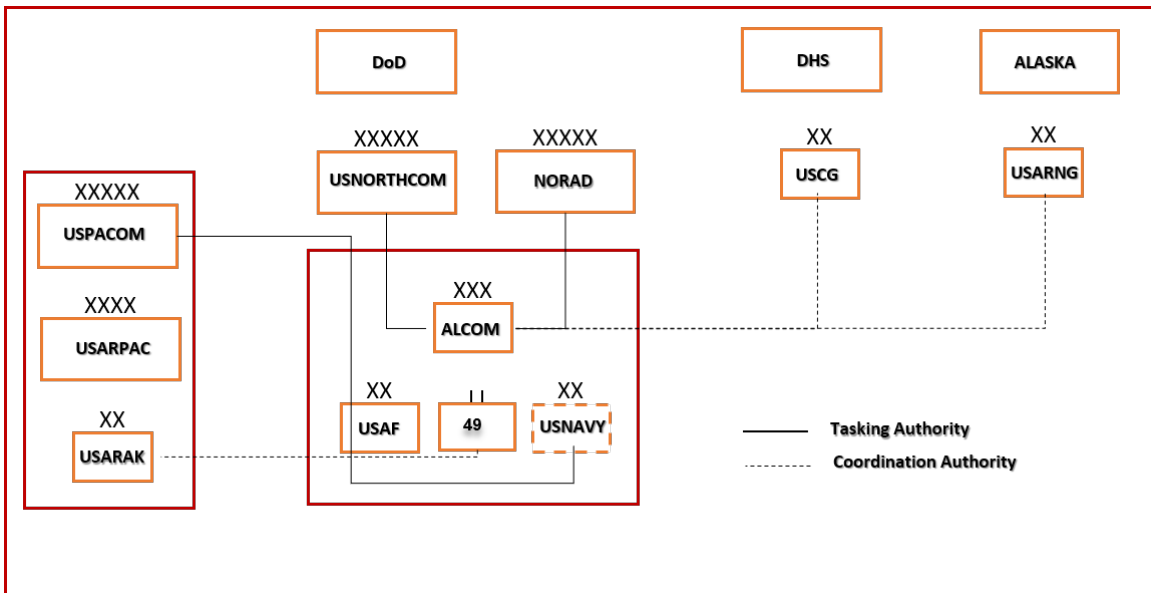 DoD
DHS
ALASKA
XXXXX
XXXXX
XX
XX
USNORTHCOM
NORAD
USCG
USARNG
XXXXX
USPACOM
XXX
ALCOM
XXXX
USARPAC
XX
I I
XX
USAF
49
USNAVY
XX
USARAK
Tasking Authority
Coordination Authority